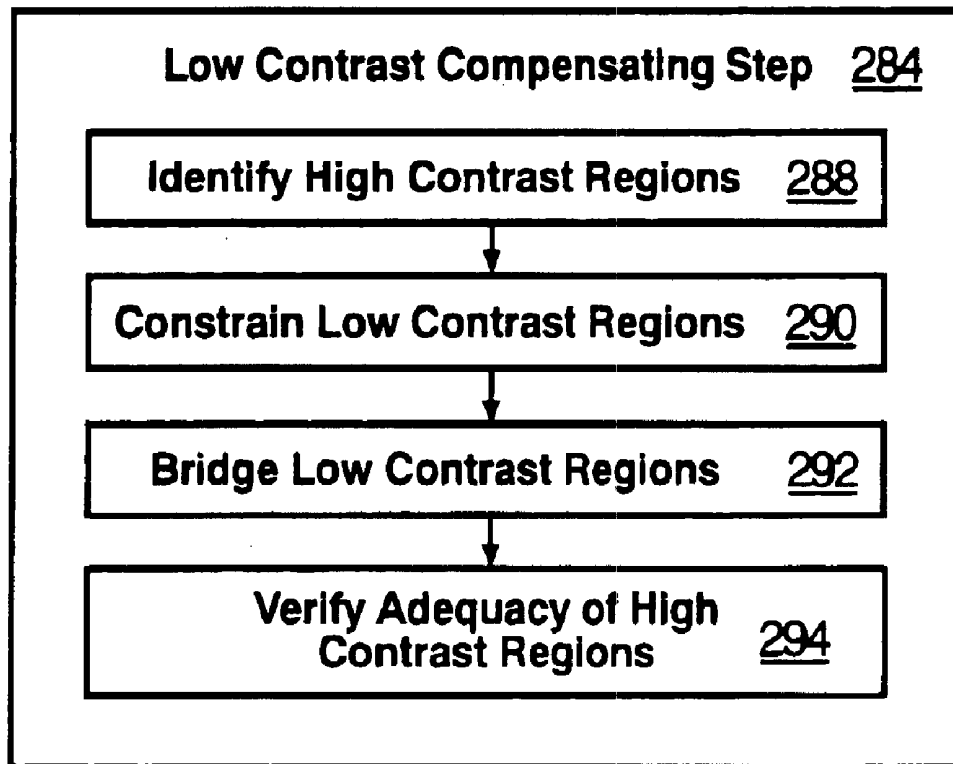 Low Contrast Compensating Step 284
Identify High Contrast Regions 288
Constrain Low Contrast Regions 290
Bridge Low Contrast Regions 292
Verify Adequacy of High
Contrast Regions 294